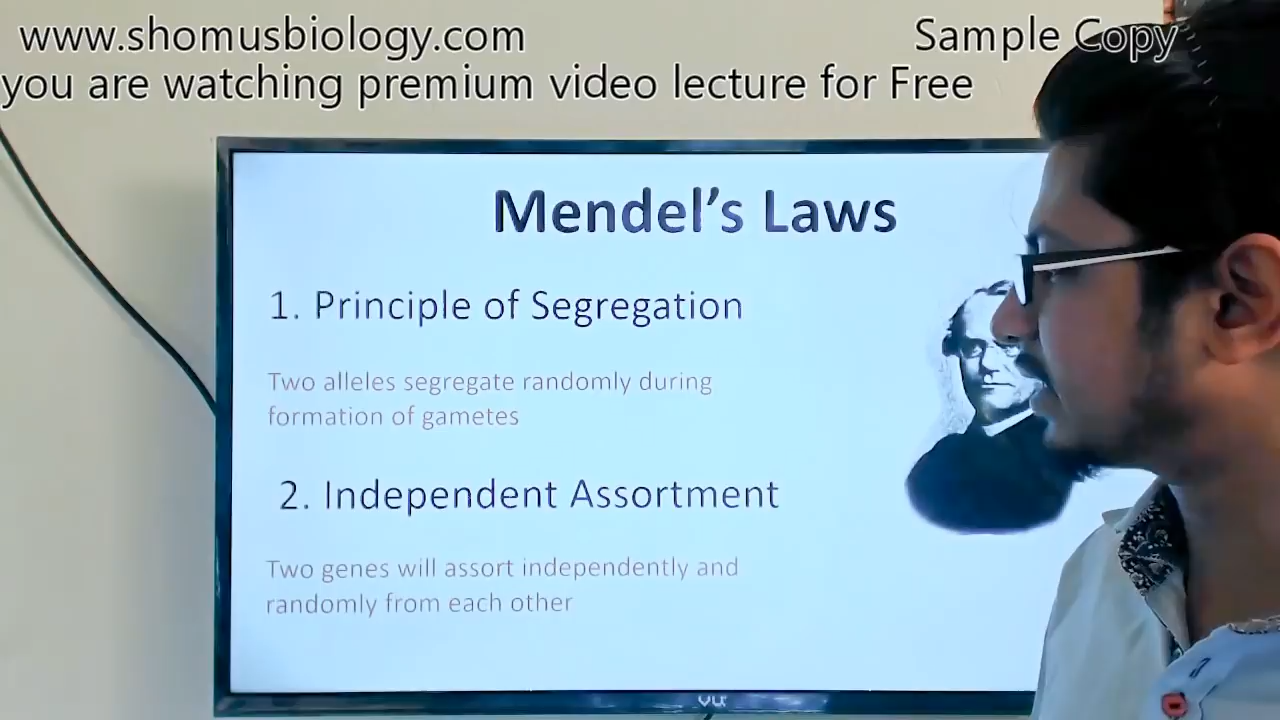 www.shomusbiology.com
Sample Copy
you are watching premium video lecture for Free
Mendel's Laws
1. Principle of Segregation
Two alleles segregate randomly during
formation of gametes
2. Independent Assortment
Two genes will assort independently and
randomly from each other
VU